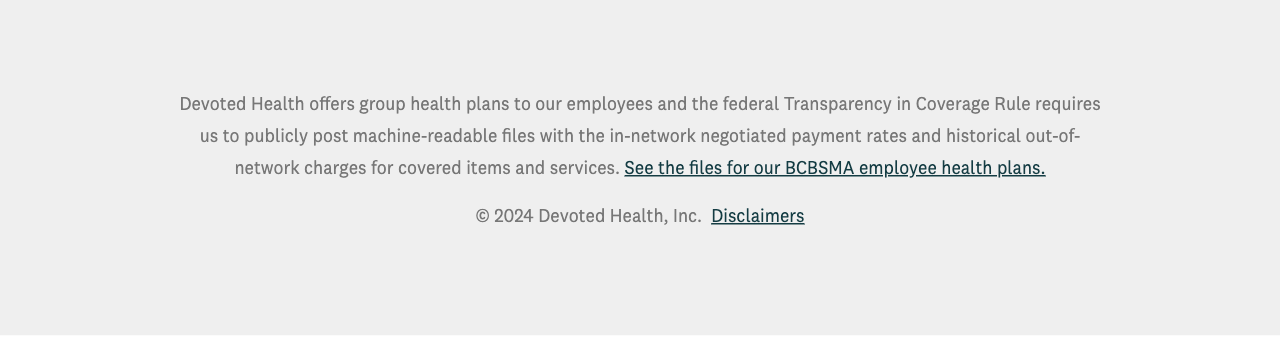 Devoted Health offers group health plans to our employees and the federal Transparency in Coverage Rule requires
us to publicly post machine-readable files with the in-network negotiated payment rates and historical out-of-
network charges for covered items and services. See the files for our BCBSMA employee health plans.
© 2024 Devoted Health, Inc. Disclaimers